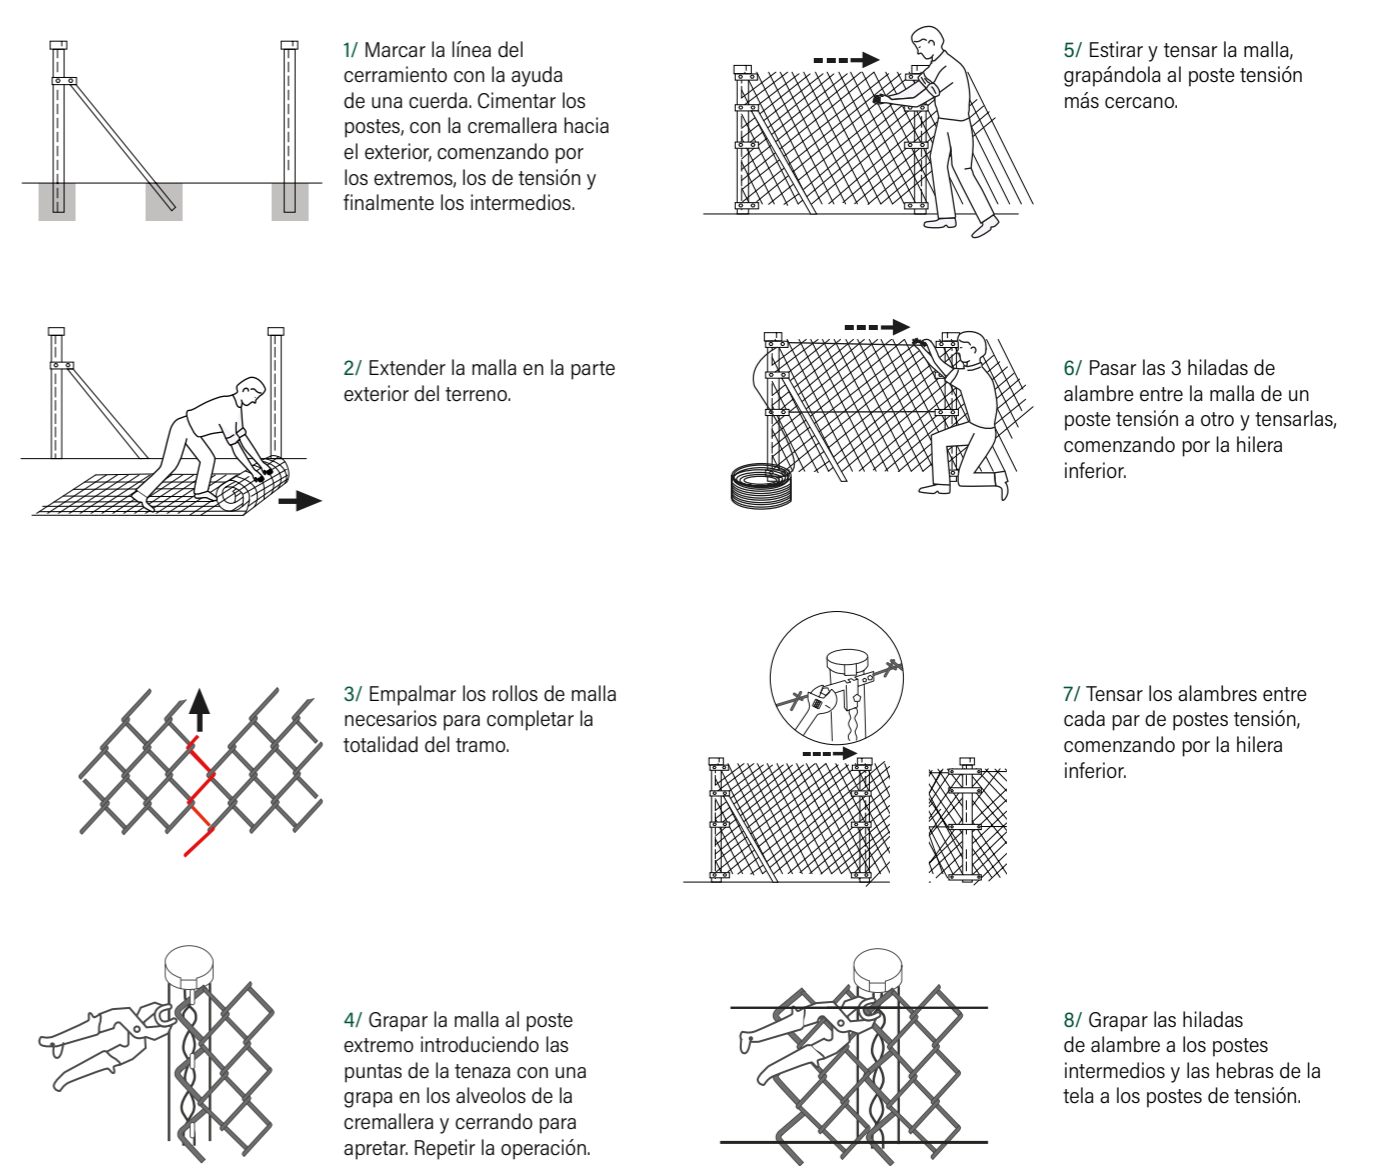 1/ Marcar la línea del
cerramiento con la ayuda
de una cuerda. Cimentar los
postes, con la cremallera hacia
el exterior, comenzando por
los extremos, los de tensión y
finalmente los intermedios.
2/ Extender la malla en la parte
exterior del terreno.
3/ Empalmar los rollos de malla
necesarios para completar la
totalidad del tramo.
4/ Grapar la malla al poste
extremo introduciendo las
puntas de la tenaza con una
grapa en los alveolos de la
cremallera y cerrando para
apretar. Repetir la operación.
5/ Estirar y tensar la malla,
grapándola al poste tensión
más cercano.
6/ Pasar las 3 hiladas de
alambre entre la malla de un
poste tensión a otro y tensarlas,
comenzando por la hilera
inferior.
7/ Tensar los alambres entre
cada par de postes tensión,
comenzando por la hilera
inferior.
8/ Grapar las hiladas
de alambre a los postes
intermedios y las hebras de la
tela a los postes de tensión.